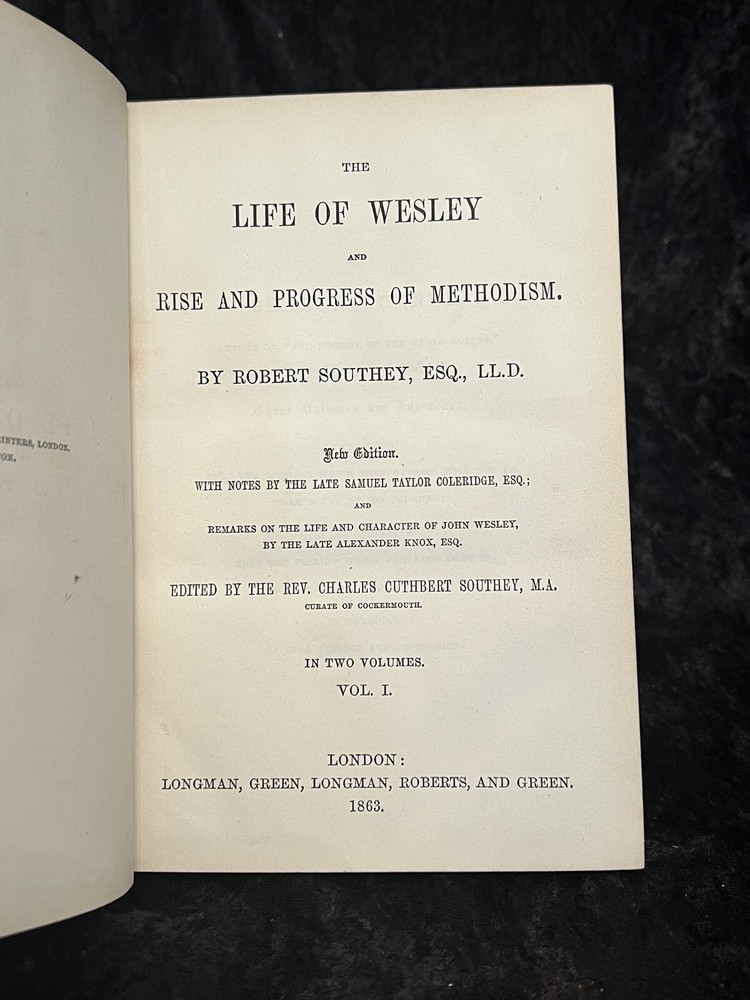 INTERS, LONDON.
TON.
THE
LIFE OF WESLEY
AND
RISE AND PROGRESS OF METHODISM.
BY ROBERT SOUTHEY, ESQ., LL.D.
New Edition.
WITH NOTES BY THE LATE SAMUEL TAYLOR COLERIDGE, ESQ.;
AND
REMARKS ON THE LIFE AND CHARACTER OF JOHN WESLEY,
BY THE LATE ALEXANDER KNOX, ESQ.
EDITED BY THE REV. CHARLES CUTHBERT SOUTHEY, M.A.
CURATE OF COCKERMOUTH.
IN TWO VOLUMES.
VOL. I.
LONDON:
LONGMAN, GREEN, LONGMAN, ROBERTS, AND GREEN.
1863.